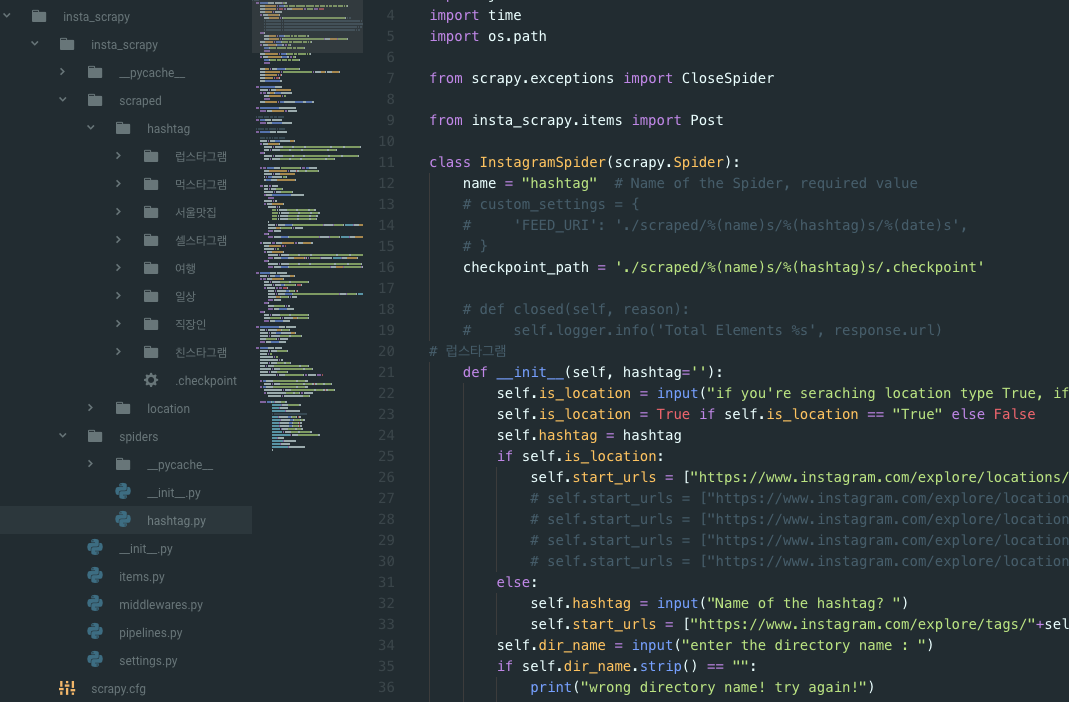 insta_scrapy
insta_scrapy
__pycache__
scraped
hashtag
럽스타그램
먹스타그램
서울맛집
셀스타그램
여행
일상
직장인
친스타그램
.checkpoint
location
spiders
__pycache__
__init__.py
hashtag.py
__init__.py
items.py
middlewares.py
pipelines.py
settings.py
scrapy.cfg
4 import time
5 import os.path
6
7 from scrapy.exceptions import CloseSpider
8
9 from insta_scrapy.items import Post
10
11 class InstagramSpider(scrapy.Spider):
12 name = "hashtag"  # Name of the Spider, required value
13 # custom_settings = {
14 #     'FEED_URI': './scraped/%(name)s/%(hashtag)s/%(date)s',
15 # }
16 checkpoint_path = './scraped/%(name)s/%(hashtag)s/.checkpoint'
17
18 # def closed(self, reason):
19 #     self.logger.info('Total Elements %s', response.url)
20 # 럽스타그램
21 def __init__(self, hashtag=''):
22 self.is_location = input("if you're seraching location type True, if
23 self.is_location = True if self.is_location == "True" else False
24 self.hashtag = hashtag
25 if self.is_location:
26 self.start_urls = ["https://www.instagram.com/explore/locations/
27 # self.start_urls = ["https://www.instagram.com/explore/location
28 # self.start_urls = ["https://www.instagram.com/explore/location
29 # self.start_urls = ["https://www.instagram.com/explore/location
30 # self.start_urls = ["https://www.instagram.com/explore/location
31 else:
32 self.hashtag = input("Name of the hashtag? ")
33 self.start_urls = ["https://www.instagram.com/explore/tags/"+sel
34 self.dir_name = input("enter the directory name : ")
35 if self.dir_name.strip() == "":
36 print("wrong directory name! try again!")